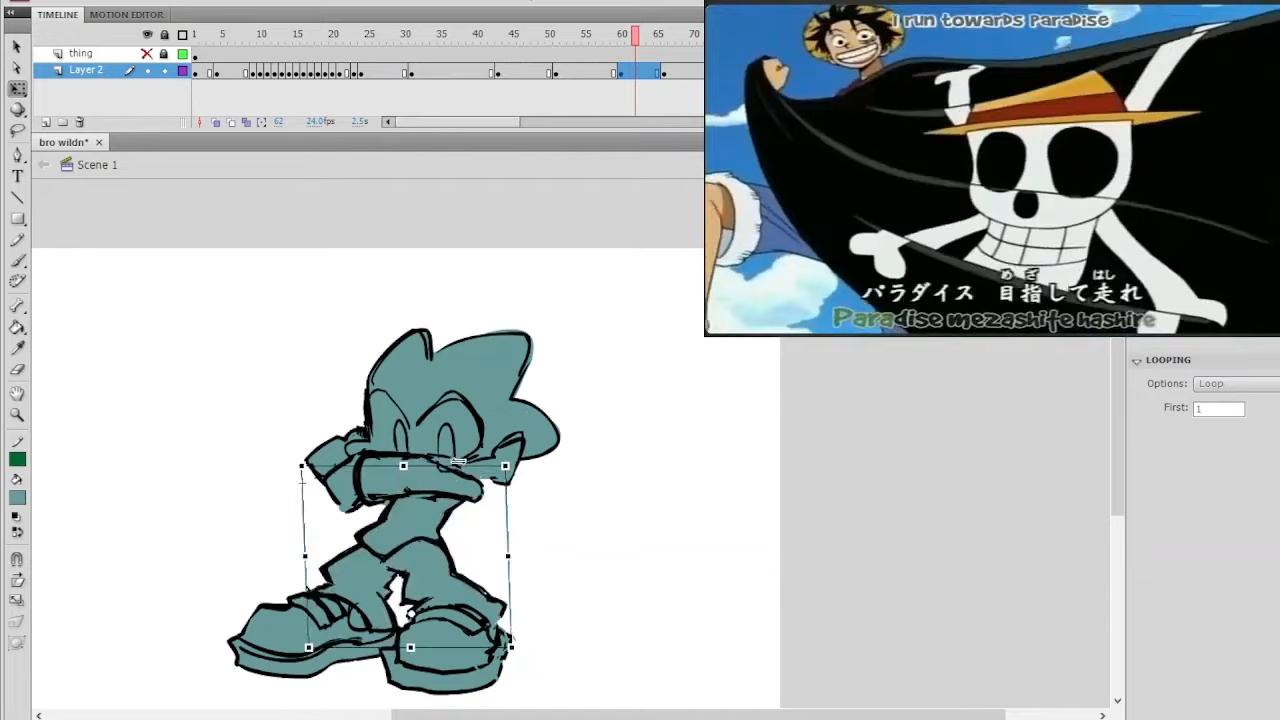 TIMELINE MOTION EDITOR
1 5 10 15 20 25 30 35 40 45 50 55 60 65 70
thing
Layer 2
62 24.0fps 2.5s
bro wildn*
Scene 1
I run towards Paradise
め ざ はし
パラダイス 目指して走れ
Paradise mezashite hashire
LOOPING
Options: Loop
First: 1